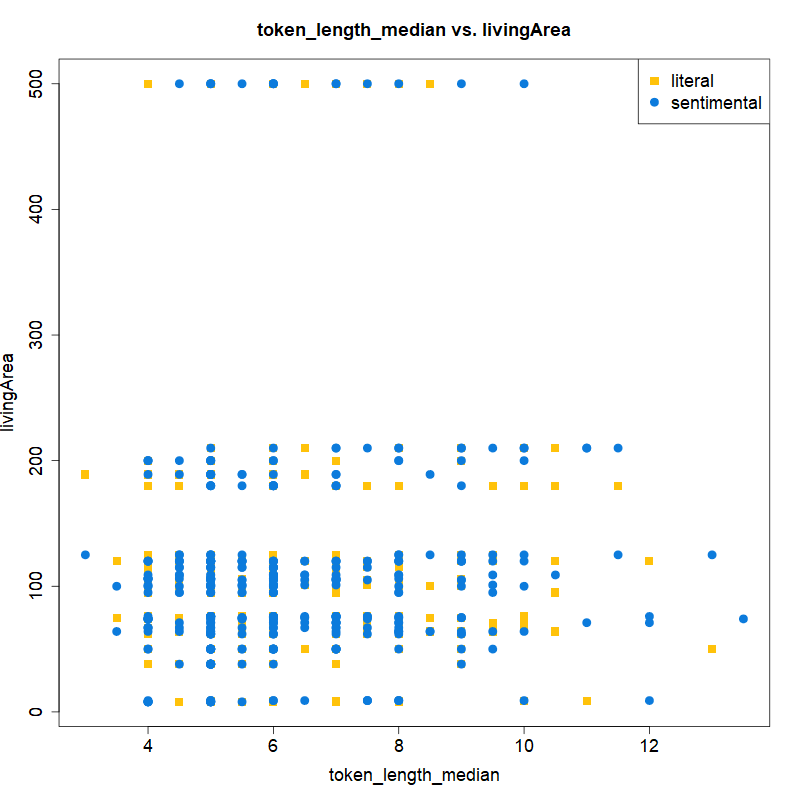 token_length_median vs. livingArea
literal
sentimental
500
400
300
200
100
0
livingArea
4 6 8 10 12
token_length_median